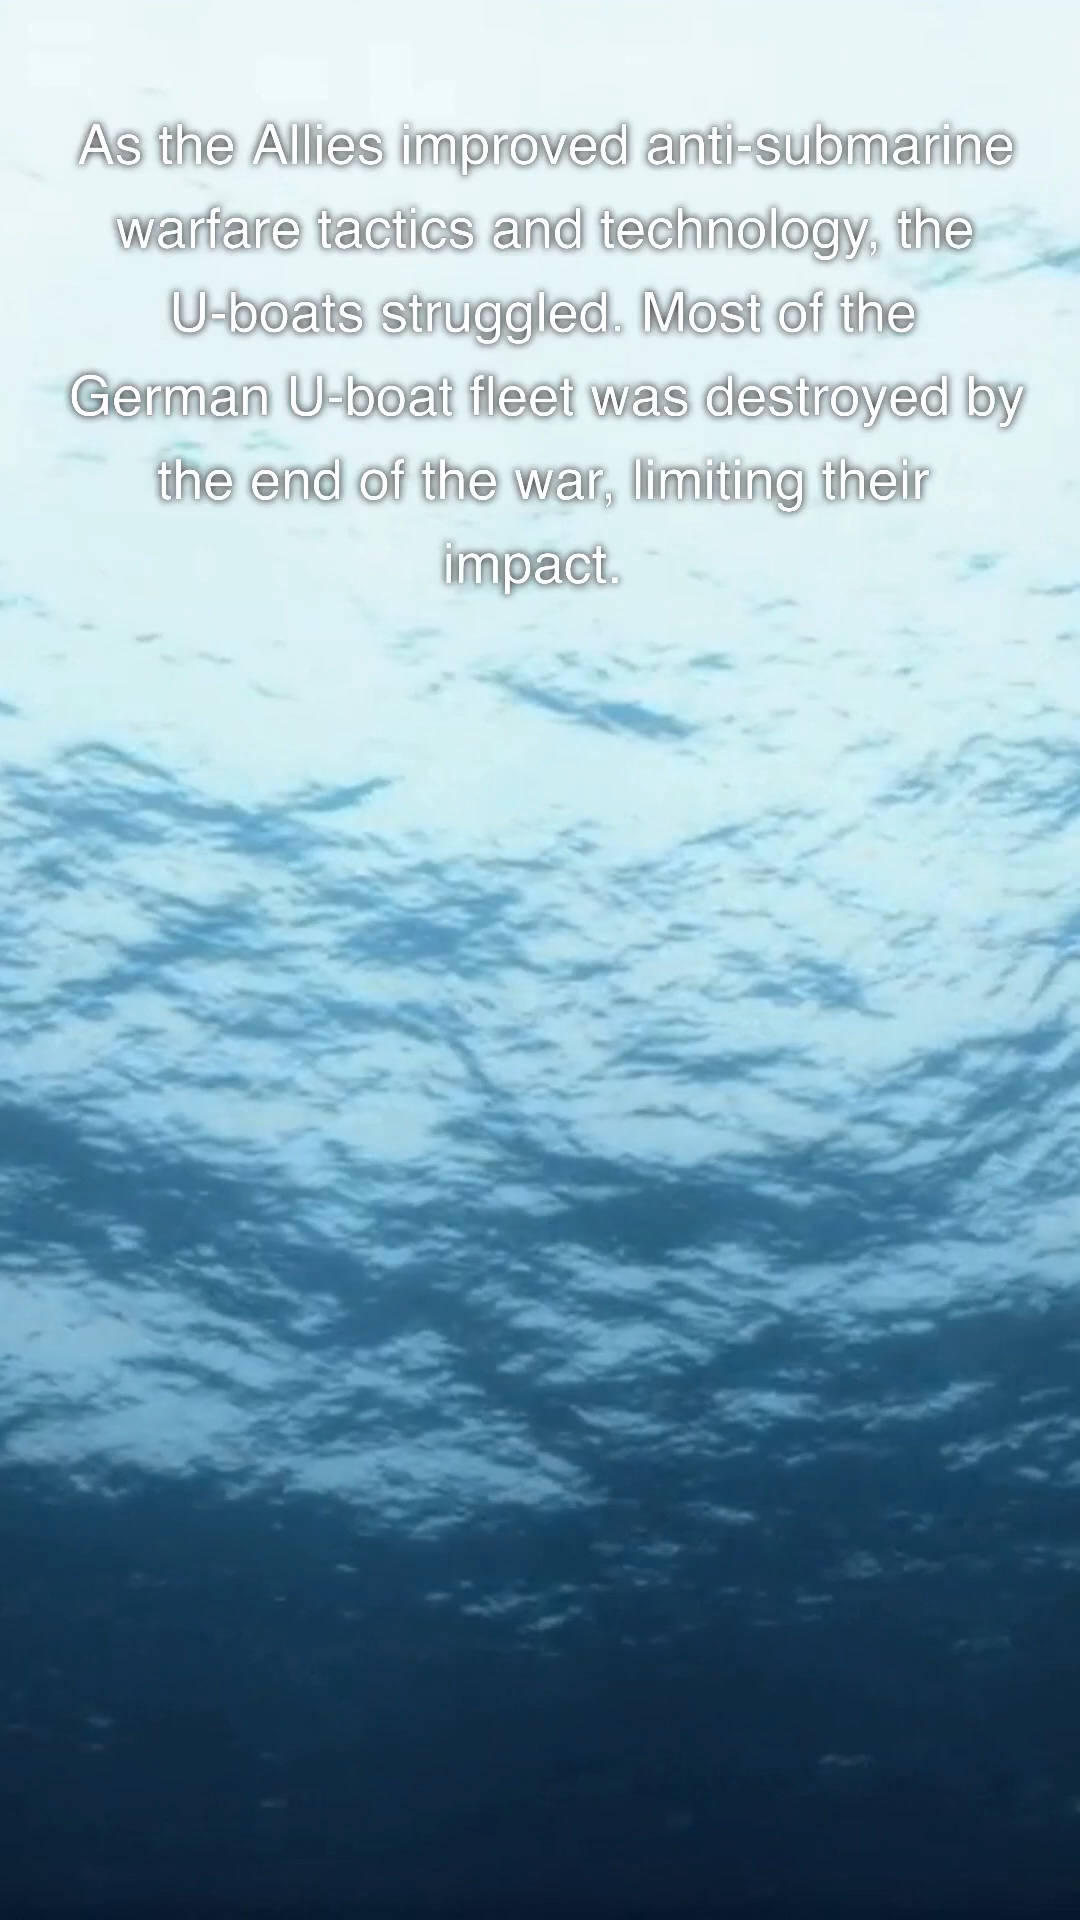 As the Allies improved anti-submarine
warfare tactics and technology, the
U-boats struggled. Most of the
German U-boat fleet was destroyed by
the end of the war, limiting their
impact.